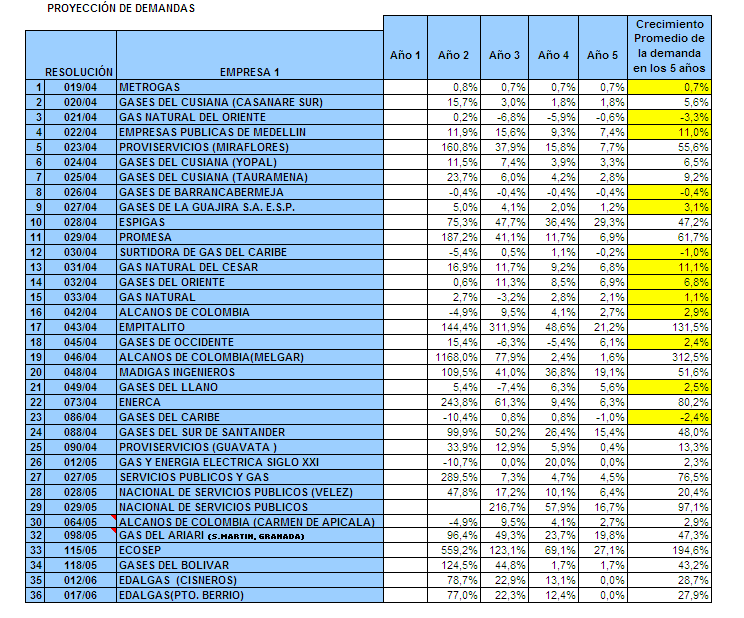 PROYECCIÓN DE DEMANDAS
RESOLUCIÓN EMPRESA 1 Año 1 Año 2 Año 3 Año 4 Año 5 Crecimiento Promedio de la demanda en los 5 años
1 019/04 METROGAS 0,8% 0,7% 0,7% 0,7% 0,7%
2 020/04 GASES DEL CUSIANA (CASANARE SUR) 15,7% 3,0% 1,8% 1,8% 5,6%
3 021/04 GAS NATURAL DEL ORIENTE 0,2% -6,8% -5,9% -0,6% -3,3%
4 022/04 EMPRESAS PUBLICAS DE MEDELLIN 11,9% 15,6% 9,3% 7,4% 11,0%
5 023/04 PROVISERVICIOS (MIRAFLORES) 160,8% 37,9% 15,8% 7,7% 55,6%
6 024/04 GASES DEL CUSIANA (YOPAL) 11,5% 7,4% 3,9% 3,3% 6,5%
7 025/04 GASES DEL CUSIANA (TAURAMENA) 23,7% 6,0% 4,2% 2,8% 9,2%
8 026/04 GASES DE BARRANCABERMEJA -0,4% -0,4% -0,4% -0,4% -0,4%
9 027/04 GASES DE LA GUAJIRA S.A. E.S.P. 5,0% 4,1% 2,0% 1,2% 3,1%
10 028/04 ESPIGAS 75,3% 47,7% 36,4% 29,3% 47,2%
11 029/04 PROMESA 187,2% 41,1% 11,7% 6,9% 61,7%
12 030/04 SURTIDORA DE GAS DEL CARIBE -5,4% 0,5% 1,1% -0,2% -1,0%
13 031/04 GAS NATURAL DEL CESAR 16,9% 11,7% 9,2% 6,8% 11,1%
14 032/04 GASES DEL ORIENTE 0,6% 11,3% 8,5% 6,9% 6,8%
15 033/04 GAS NATURAL 2,7% -3,2% 2,8% 2,1% 1,1%
16 042/04 ALCANOS DE COLOMBIA -4,9% 9,5% 4,1% 2,7% 2,9%
17 043/04 EMPITALITO 144,4% 311,9% 48,6% 21,2% 131,5%
18 045/04 GASES DE OCCIDENTE 15,4% -6,3% -5,4% 6,1% 2,4%
19 046/04 ALCANOS DE COLOMBIA(MELGAR) 1168,0% 77,9% 2,4% 1,6% 312,5%
20 048/04 MADIGAS INGENIEROS 109,5% 41,0% 36,8% 19,1% 51,6%
21 049/04 GASES DEL LLANO 5,4% -7,4% 6,3% 5,6% 2,5%
22 073/04 ENERCA 243,8% 61,3% 9,4% 6,3% 80,2%
23 086/04 GASES DEL CARIBE -10,4% 0,8% 0,8% -1,0% -2,4%
24 088/04 GASES DEL SUR DE SANTANDER 99,9% 50,2% 26,4% 15,4% 48,0%
25 090/04 PROVISERVICIOS (GUAVATA ) 33,9% 12,9% 5,9% 0,4% 13,3%
26 012/05 GAS Y ENERGIA ELECTRICA SIGLO XXI -10,7% 0,0% 20,0% 0,0% 2,3%
27 027/05 SERVICIOS PUBLICOS Y GAS 289,5% 7,3% 4,7% 4,5% 76,5%
28 028/05 NACIONAL DE SERVICIOS PUBLICOS (VELEZ) 47,8% 17,2% 10,1% 6,4% 20,4%
29 029/05 NACIONAL DE SERVICIOS PUBLICOS 216,7% 57,9% 16,7% 97,1%
30 064/05 ALCANOS DE COLOMBIA (CARMEN DE APICALA) -4,9% 9,5% 4,1% 2,7% 2,9%
32 098/05 GAS DEL ARIARI (S.MARTIN, GRANADA) 96,4% 49,3% 23,7% 19,8% 47,3%
33 115/05 ECOSEP 559,2% 123,1% 69,1% 27,1% 194,6%
34 118/05 GASES DEL BOLIVAR 124,5% 44,8% 1,7% 1,7% 43,2%
35 012/06 EDALGAS (CISNEROS) 78,7% 22,9% 13,1% 0,0% 28,7%
36 017/06 EDALGAS(PTO. BERRIO) 77,0% 22,3% 12,4% 0,0% 27,9%